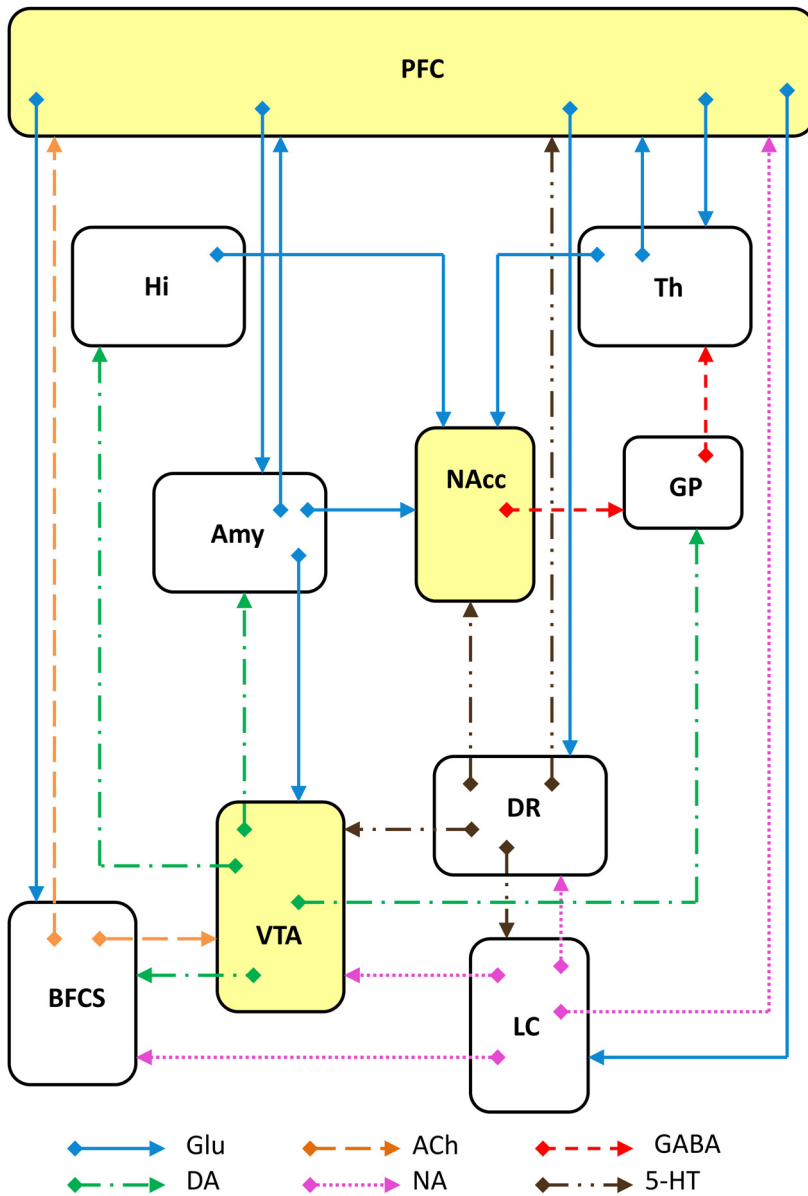 PFC
Hi
Th
NAcc
GP
Amy
DR
VTA
BFCS
LC
Glu
ACh
GABA
DA
NA
5-HT